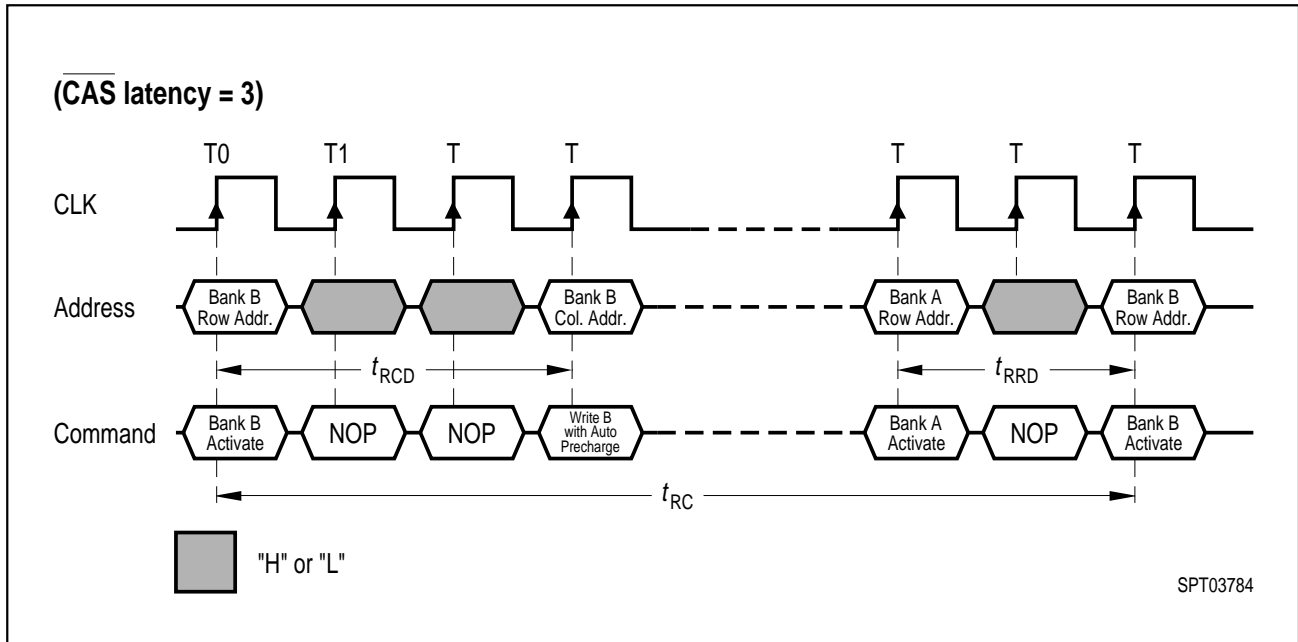 (CAS latency = 3)
T0 T1 T T T T T
CLK
Address
Bank B
Row Addr.
Bank B
Col. Addr.
Bank A
Row Addr.
Bank B
Row Addr.
tRCD
tRRD
Command
Bank B
Activate
NOP
NOP
Write B
with Auto
Precharge
Bank A
Activate
NOP
Bank B
Activate
tRC
"H" or "L"
SPT03784